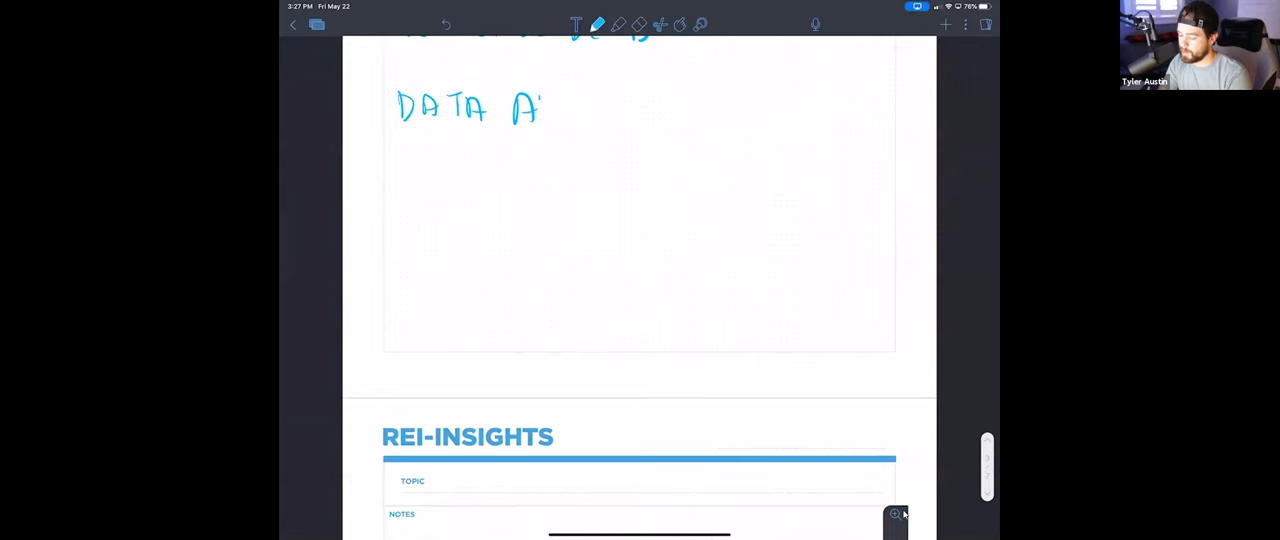 3:27 PM Fri May 22
76%
Tyler Austin
DATA A
REI-INSIGHTS
TOPIC
NOTES